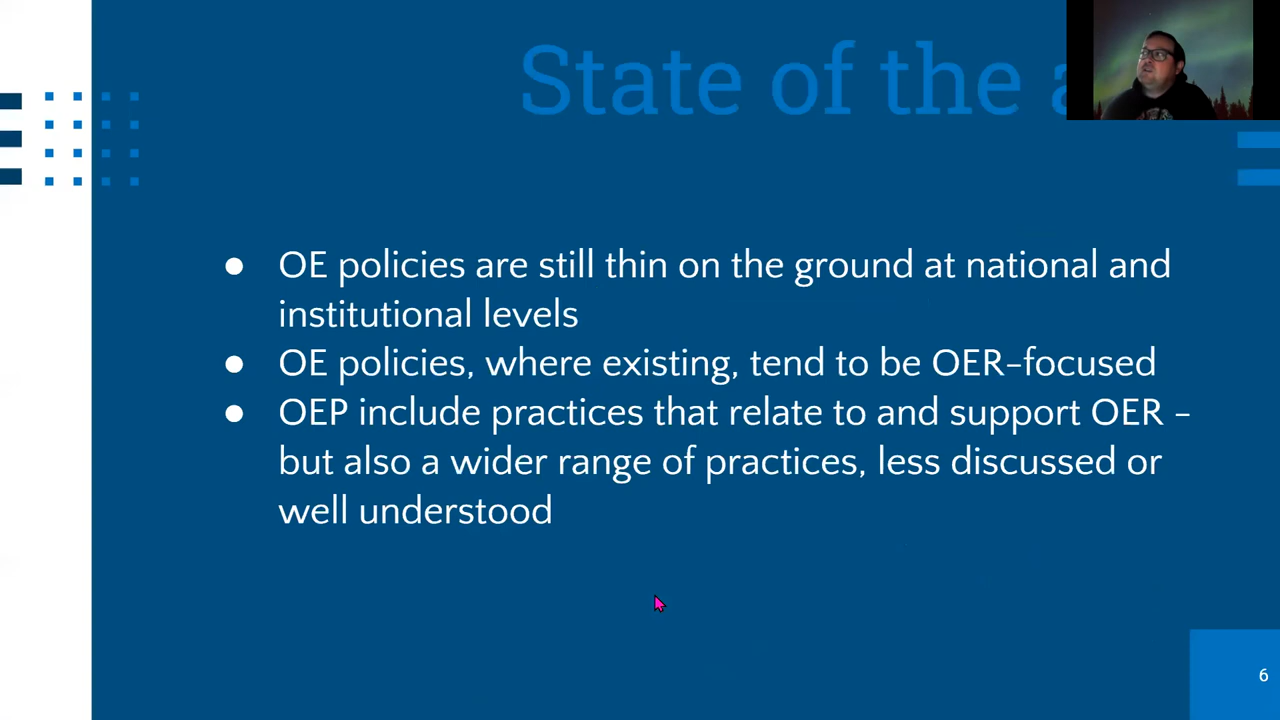 State of the
● OE policies are still thin on the ground at national and
institutional levels
● OE policies, where existing, tend to be OER-focused
● OEP include practices that relate to and support OER –
but also a wider range of practices, less discussed or
well understood
6